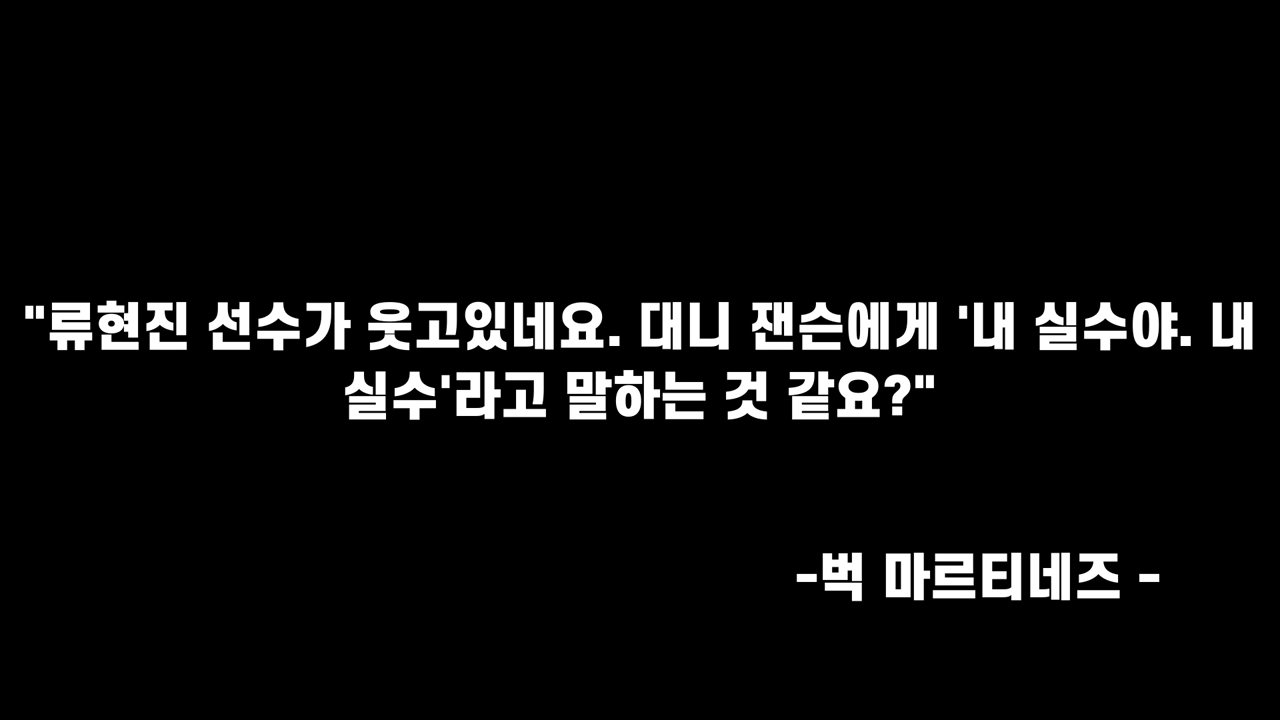 "류현진 선수가 웃고있네요. 대니 잰슨에게 '내 실수야. 내
실수'라고 말하는 것 같요?"
-벅 마르티네즈 -